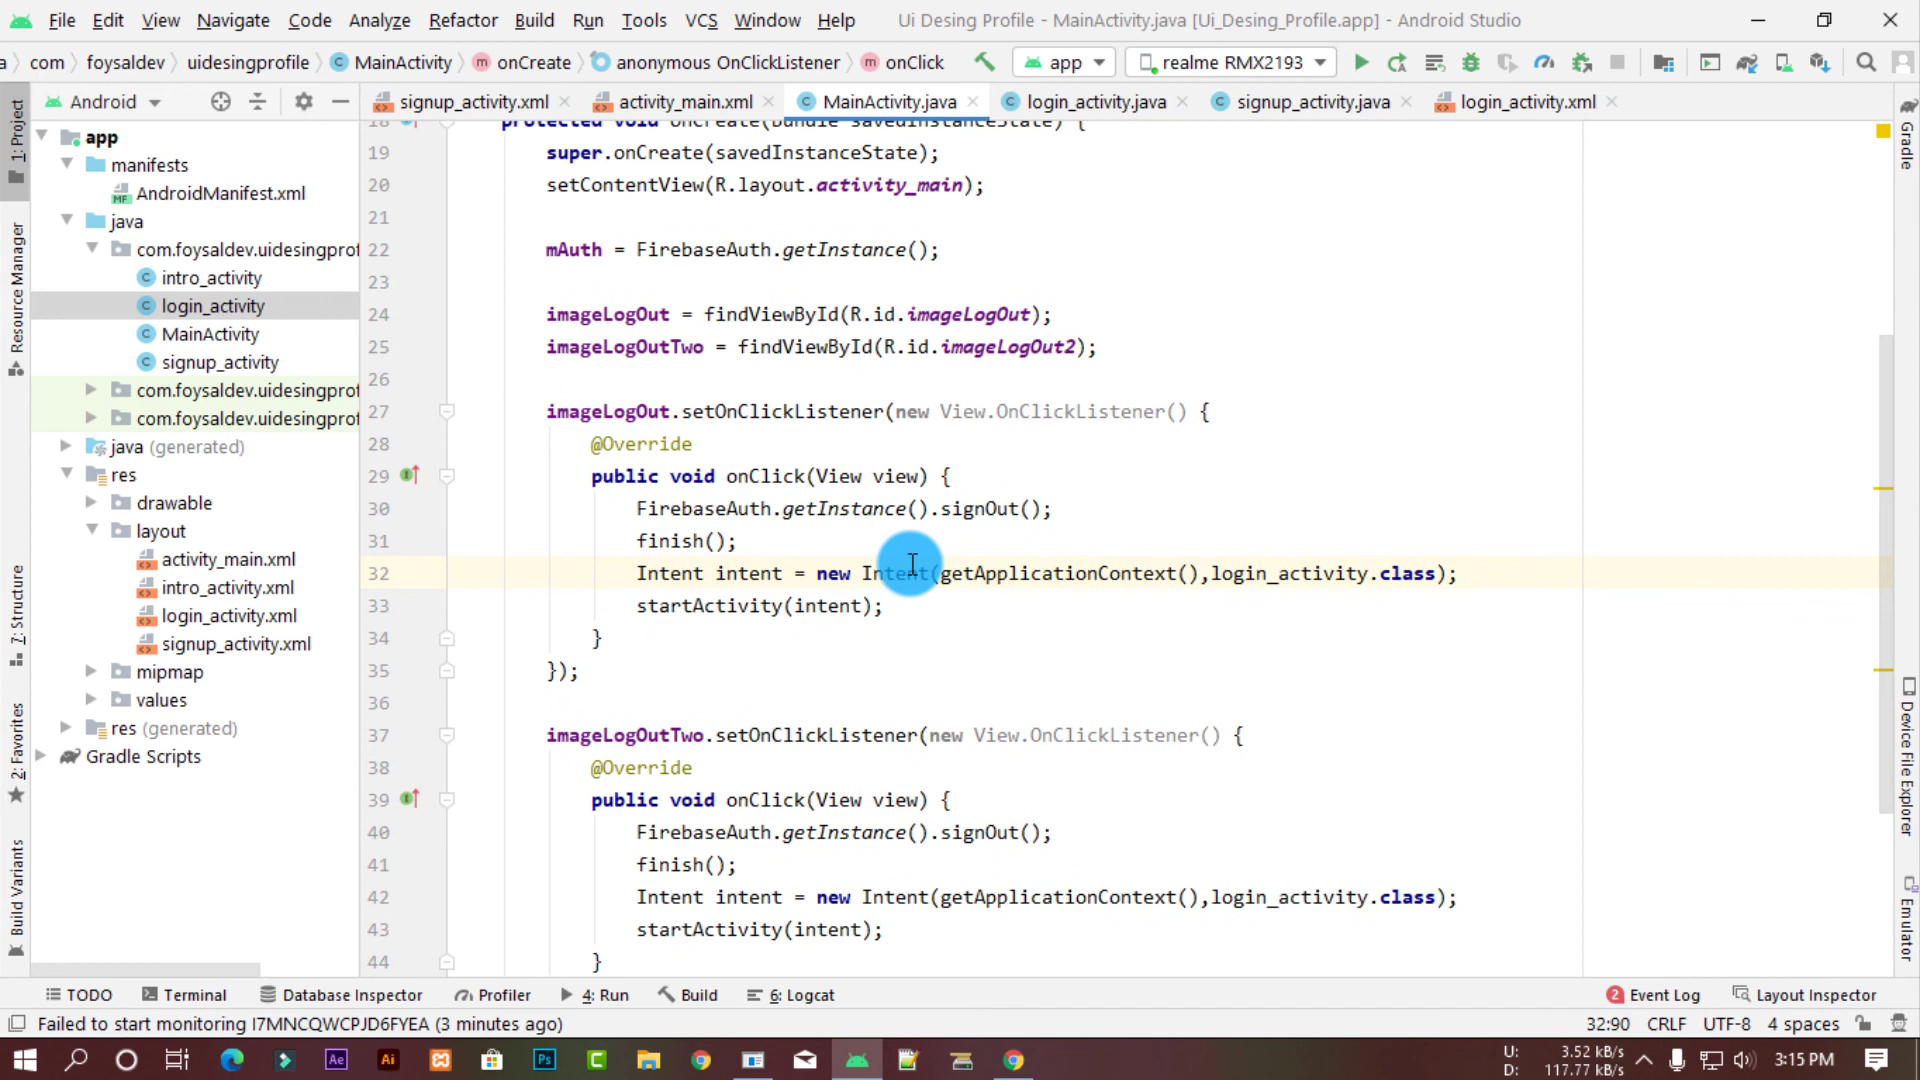 File Edit View Navigate Code Analyze Refactor Build Run Tools VCS Window Help Ui Desing Profile - MainActivity.java [Ui_Desing_Profile.app] - Android Studio
a com foysaldev uidesingprofile MainActivity onCreate anonymous OnClickListener onClick app realme RMX2193
Android signup_activity.xml activity_main.xml MainActivity.java login_activity.java signup_activity.java login_activity.xml
1: Project
Resource Manager
7: Structure
2: Favorites
Build Variants
app
manifests
AndroidManifest.xml
java
com.foysaldev.uidesingprof
intro_activity
login_activity
MainActivity
signup_activity
com.foysaldev.uidesingprof
com.foysaldev.uidesingprof
java (generated)
res
drawable
layout
activity_main.xml
intro_activity.xml
login_activity.xml
signup_activity.xml
mipmap
values
res (generated)
Gradle Scripts
18 protected void onCreate(Bundle savedInstanceState) {
19 super.onCreate(savedInstanceState);
20 setContentView(R.layout.activity_main);
21
22 mAuth = FirebaseAuth.getInstance();
23
24 imageLogOut = findViewById(R.id.imageLogOut);
25 imageLogOutTwo = findViewById(R.id.imageLogOut2);
26
27 imageLogOut.setOnClickListener(new View.OnClickListener() {
28 @Override
29 public void onClick(View view) {
30 FirebaseAuth.getInstance().signOut();
31 finish();
32 Intent intent = new Intent(getApplicationContext(),login_activity.class);
33 startActivity(intent);
34 }
35 });
36
37 imageLogOutTwo.setOnClickListener(new View.OnClickListener() {
38 @Override
39 public void onClick(View view) {
40 FirebaseAuth.getInstance().signOut();
41 finish();
42 Intent intent = new Intent(getApplicationContext(),login_activity.class);
43 startActivity(intent);
44 }
Gradle
Device File Explorer
Emulator
TODO Terminal Database Inspector Profiler 4: Run Build 6: Logcat 2 Event Log Layout Inspector
Failed to start monitoring I7MNCQWCPJD6FYEA (3 minutes ago) 32:90 CRLF UTF-8 4 spaces
U: 3.52 kB/s
D: 117.77 kB/s
3:15 PM